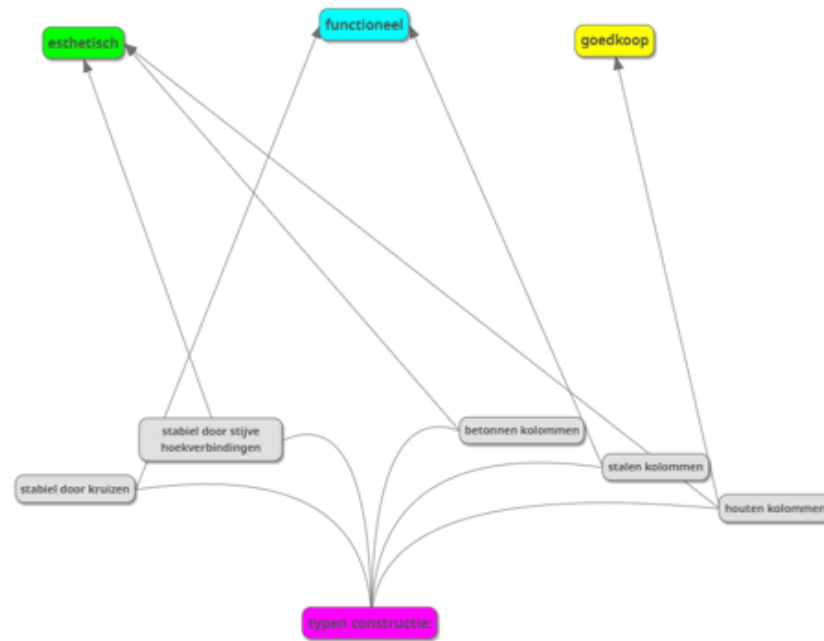 esthetisch
functioneel
goedkoop
stabiel door stijve
hoekverbindingen
betonnen kolommen
stalen kolommen
stabiel door kruizen
houten kolommen
typen constructie: